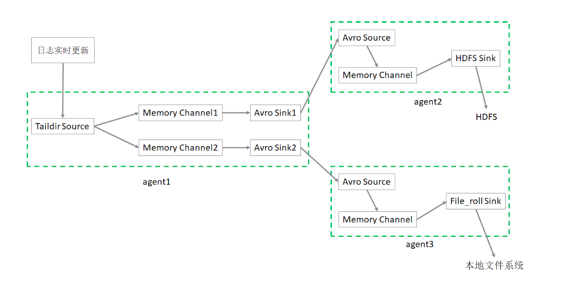 日志实时更新
Taildir Source
Memory Channel1
Avro Sink1
Memory Channel2
Avro Sink2
agent1
Avro Source
Memory Channel
HDFS Sink
agent2
HDFS
Avro Source
Memory Channel
File_roll Sink
agent3
本地文件系统